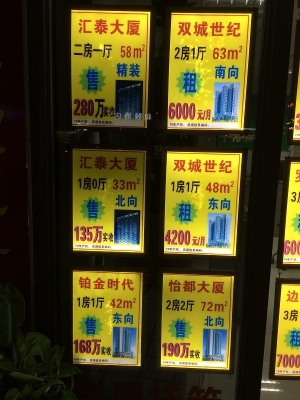 汇泰大厦
二房一厅 58m²
精装
售
280万实收
双城世纪
2房1厅 63m²
南向
租
6000元/月
汇泰大厦
1房0厅 33m²
北向
售
135万实收
双城世纪
1房1厅 48m²
东向
租
4200元/月
铂金时代
1房1厅 42m²
东向
售
168万实收
怡都大厦
2房2厅 72m²
北向
售
190万实收
边
3房
7000